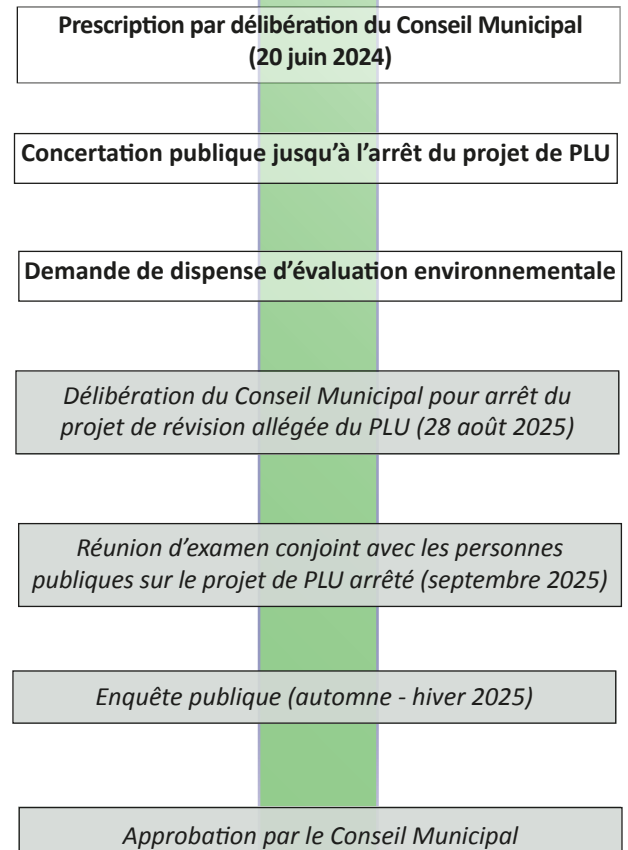 Prescription par délibération du Conseil Municipal
(20 juin 2024)
Concertation publique jusqu'à l'arrêt du projet de PLU
Demande de dispense d'évaluation environnementale
Délibération du Conseil Municipal pour arrêt du
projet de révision allégée du PLU (28 août 2025)
Réunion d'examen conjoint avec les personnes
publiques sur le projet de PLU arrêté (septembre 2025)
Enquête publique (automne - hiver 2025)
Approbation par le Conseil Municipal